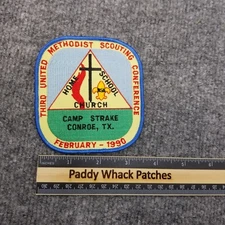 THIRD UNITED METHODIST SCOUTING CONFERENCE
HOME SCHOOL
CHURCH
CAMP STRAKE
CONROE, TX.
FEBRUARY - 1990
Paddy Whack Patches